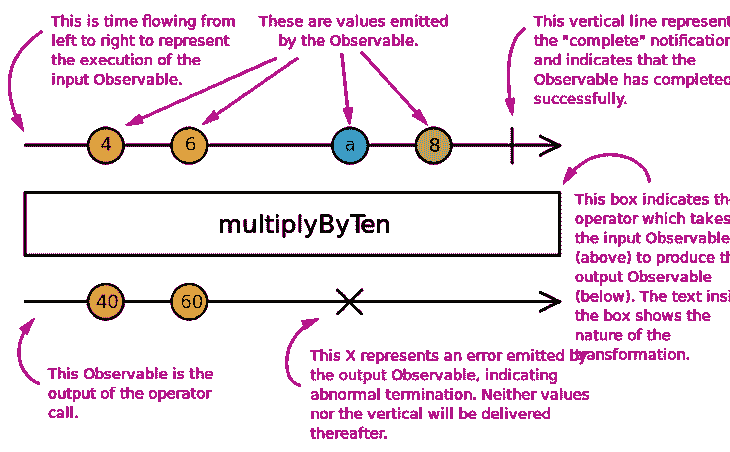 This is time flowing from
left to right to represent
the execution of the
input Observable.
These are values emitted
by the Observable.
This vertical line represent
the "complete" notification
and indicates that the
Observable has completed
successfully.
4
6
a
8
multiplyByTen
This box indicates th
operator which takes
the input Observable
(above) to produce th
output Observable
(below). The text insi
the box shows the
nature of the
transformation.
40
60
This Observable is the
output of the operator
call.
This X represents an error emitted by
the output Observable, indicating
abnormal termination. Neither values
nor the vertical will be delivered
thereafter.